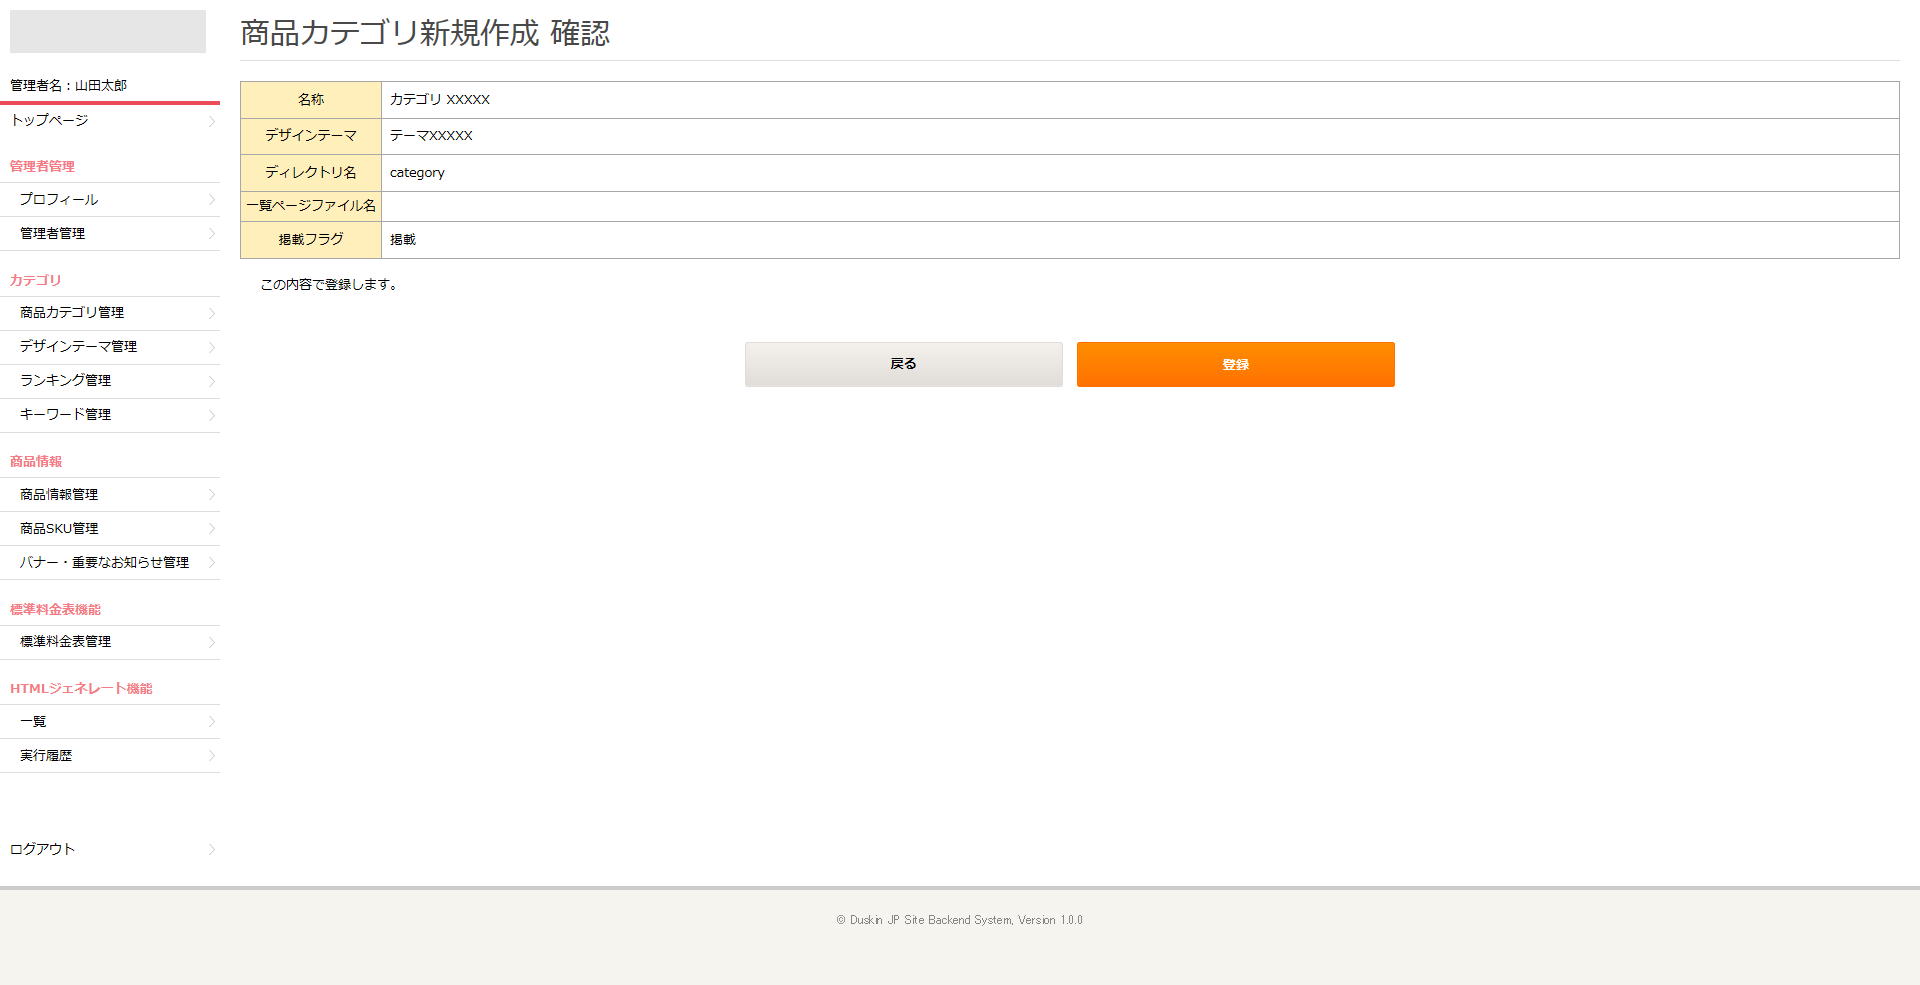 商品カテゴリ新規作成 確認
管理者名：山田太郎
トップページ
管理者管理
プロフィール
管理者管理
カテゴリ
商品カテゴリ管理
デザインテーマ管理
ランキング管理
キーワード管理
商品情報
商品情報管理
商品SKU管理
バナー・重要なお知らせ管理
標準料金表機能
標準料金表管理
HTMLジェネレート機能
一覧
実行履歴
ログアウト
名称 カテゴリ XXXXX
デザインテーマ テーマXXXXX
ディレクトリ名 category
一覧ページファイル名
掲載フラグ 掲載
この内容で登録します。
戻る 登録
© Duskin JP Site Backend System, Version 1.0.0